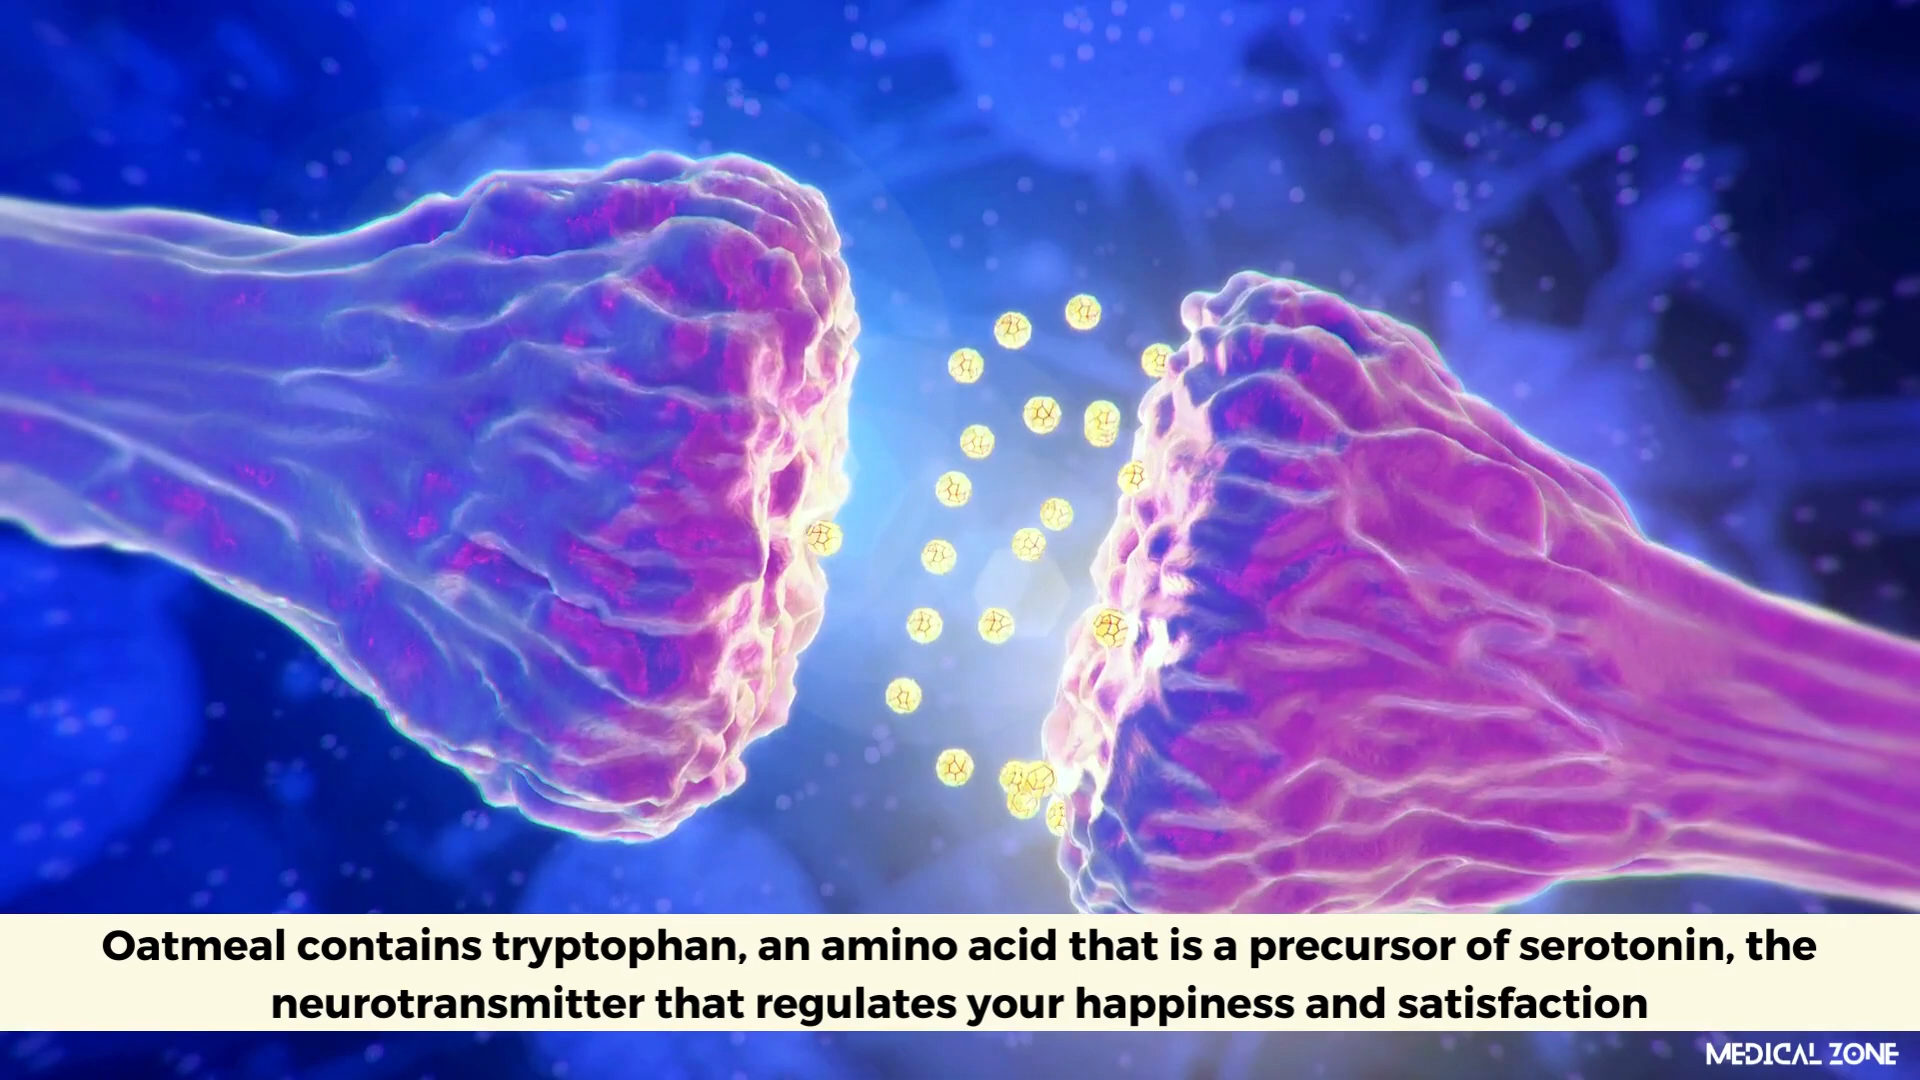 Oatmeal contains tryptophan, an amino acid that is a precursor of serotonin, the
neurotransmitter that regulates your happiness and satisfaction
MEDICAL ZONE